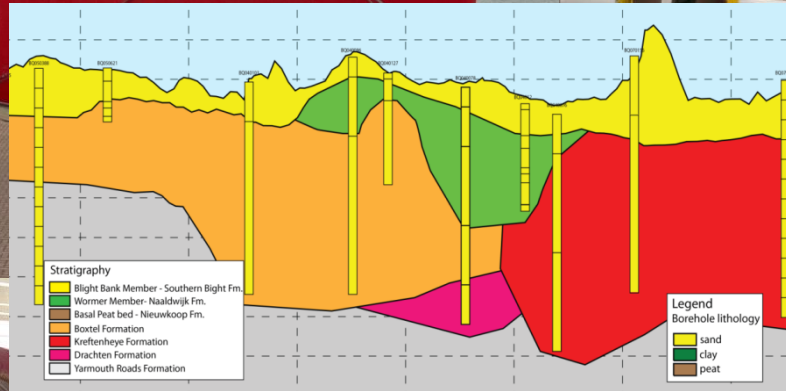 Stratigraphy
Blight Bank Member - Southern Bight Fm.
Wormer Member- Naaldwijk Fm.
Basal Peat bed - Nieuwkoop Fm.
Boxtel Formation
Kreftenheye Formation
Drachten Formation
Yarmouth Roads Formation
Legend
Borehole lithology
sand
clay
peat